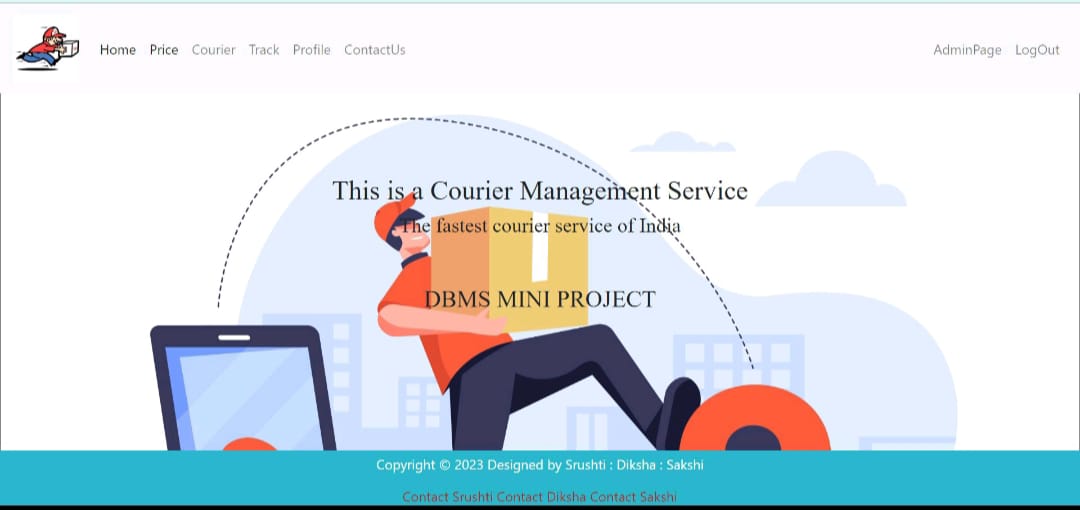 Home Price Courier Track Profile ContactUs AdminPage LogOut
This is a Courier Management Service
The fastest courier service of India
DBMS MINI PROJECT
Copyright © 2023 Designed by Srushti : Diksha : Sakshi
Contact Srushti Contact Diksha Contact Sakshi